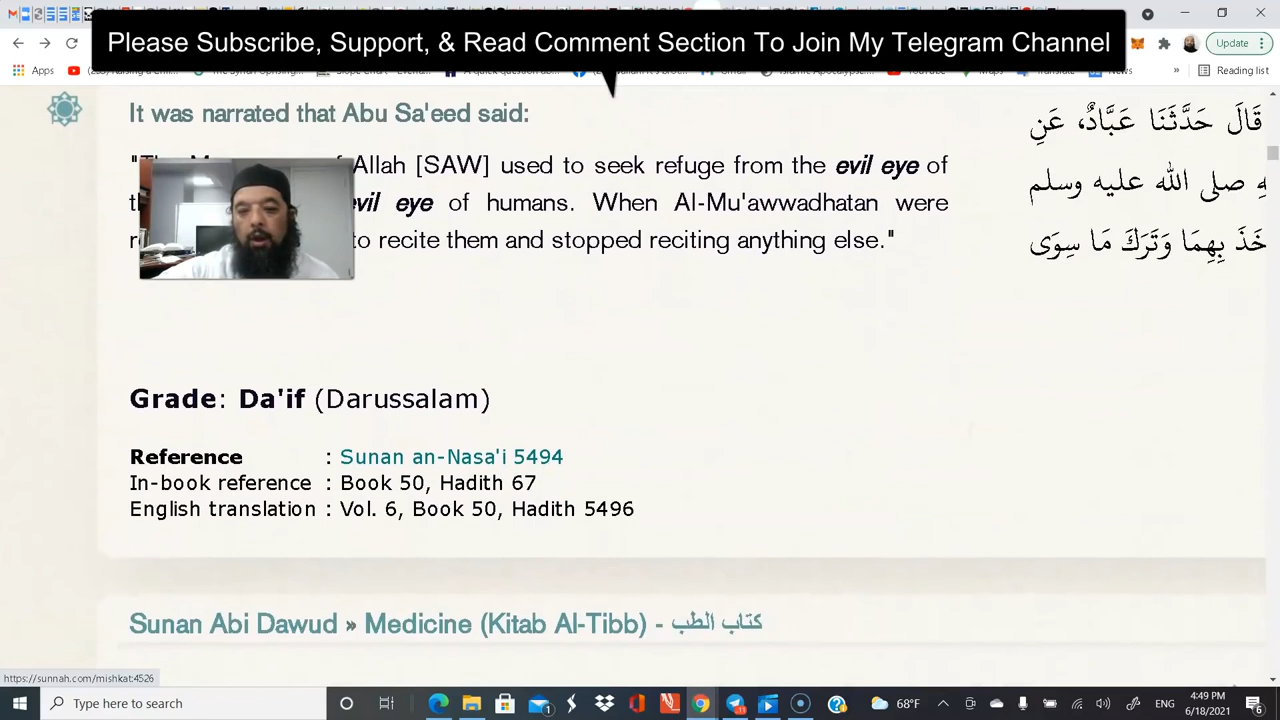 Please Subscribe, Support, & Read Comment Section To Join My Telegram Channel
Update
Apps
Reading list
It was narrated that Abu Sa'eed said:
Allah [SAW] used to seek refuge from the evil eye of
evil eye of humans. When Al-Mu'awwadhatan were
to recite them and stopped reciting anything else."
قَالَ حَدَّثَنَا عَبَّادٌ، عَنِ
صلى الله عليه وسلم
بِهِمَا وَتَرَكَ مَا سِوَى
Grade: Da'if (Darussalam)
Reference : Sunan an-Nasa'i 5494
In-book reference : Book 50, Hadith 67
English translation : Vol. 6, Book 50, Hadith 5496
Sunan Abi Dawud » Medicine (Kitab Al-Tibb) - كتاب الطب
https://sunnah.com/mishkat:4526
Type here to search
68°F
ENG
4:49 PM
6/18/2021